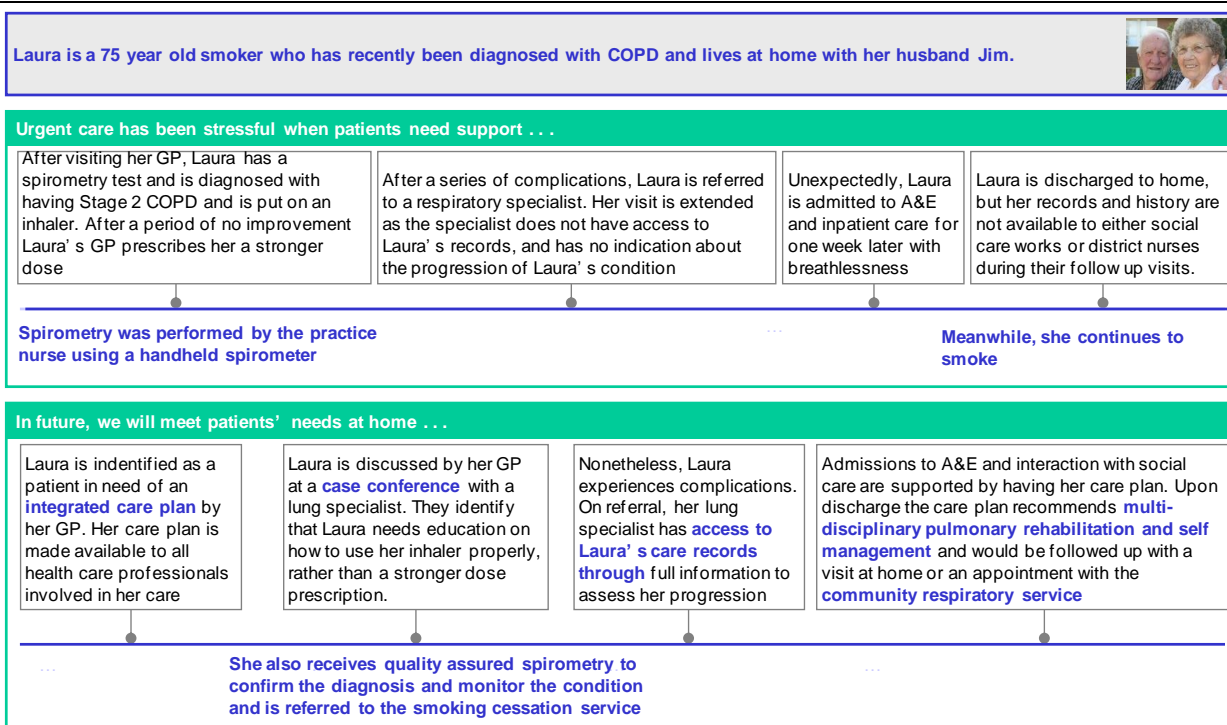 Laura is a 75 year old smoker who has recently been diagnosed with COPD and lives at home with her husband Jim.
Urgent care has been stressful when patients need support . . .
After visiting her GP, Laura has a
spirometry test and is diagnosed with
having Stage 2 COPD and is put on an
inhaler. After a period of no improvement
Laura's GP prescribes her a stronger
dose
After a series of complications, Laura is referred
to a respiratory specialist. Her visit is extended
as the specialist does not have access to
Laura's records, and has no indication about
the progression of Laura's condition
Unexpectedly, Laura
is admitted to A&E
and inpatient care for
one week later with
breathlessness
Laura is discharged to home,
but her records and history are
not available to either social
care works or district nurses
during their follow up visits.
Spirometry was performed by the practice
nurse using a handheld spirometer
...
Meanwhile, she continues to
smoke
In future, we will meet patients' needs at home . . .
Laura is indentified as a
patient in need of an
integrated care plan by
her GP. Her care plan is
made available to all
health care professionals
involved in her care
Laura is discussed by her GP
at a case conference with a
lung specialist. They identify
that Laura needs education on
how to use her inhaler properly,
rather than a stronger dose
prescription.
Nonetheless, Laura
experiences complications.
On referral, her lung
specialist has access to
Laura's care records
through full information to
assess her progression
Admissions to A&E and interaction with social
care are supported by having her care plan. Upon
discharge the care plan recommends multi-
disciplinary pulmonary rehabilitation and self
management and would be followed up with a
visit at home or an appointment with the
community respiratory service
...
She also receives quality assured spirometry to
confirm the diagnosis and monitor the condition
and is referred to the smoking cessation service
...